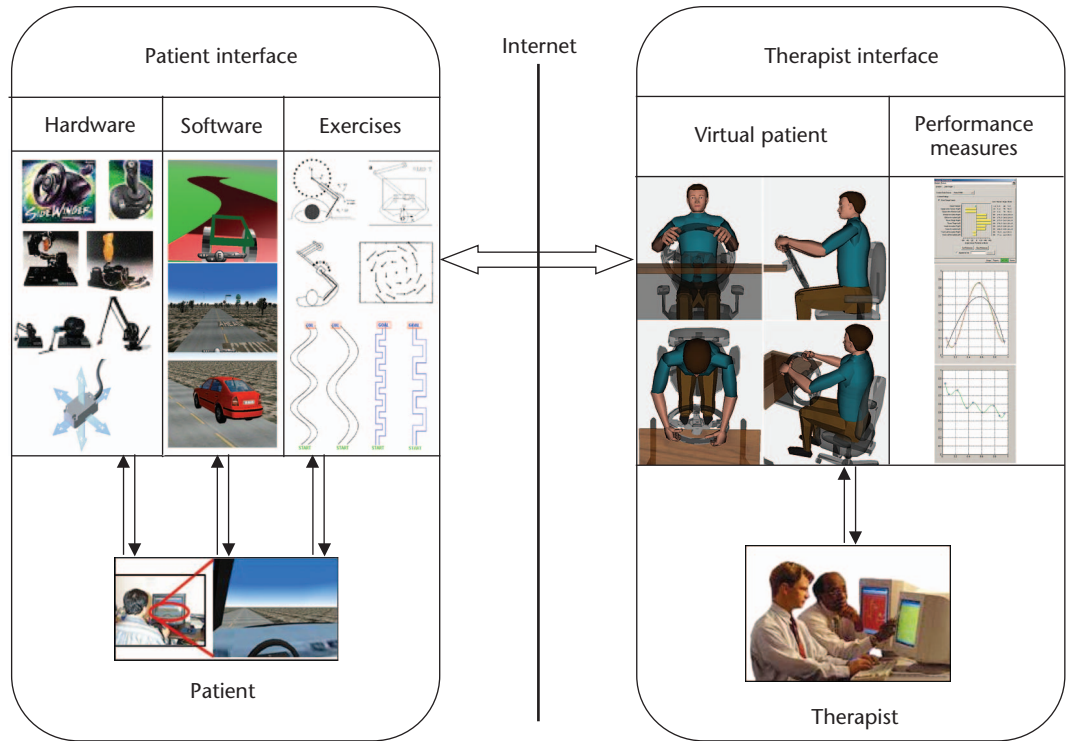 Patient interface
Internet
Therapist interface
Hardware
Software
Exercises
Virtual patient
Performance
measures
SIDEWINDER
START
START
START
START
Patient
Therapist